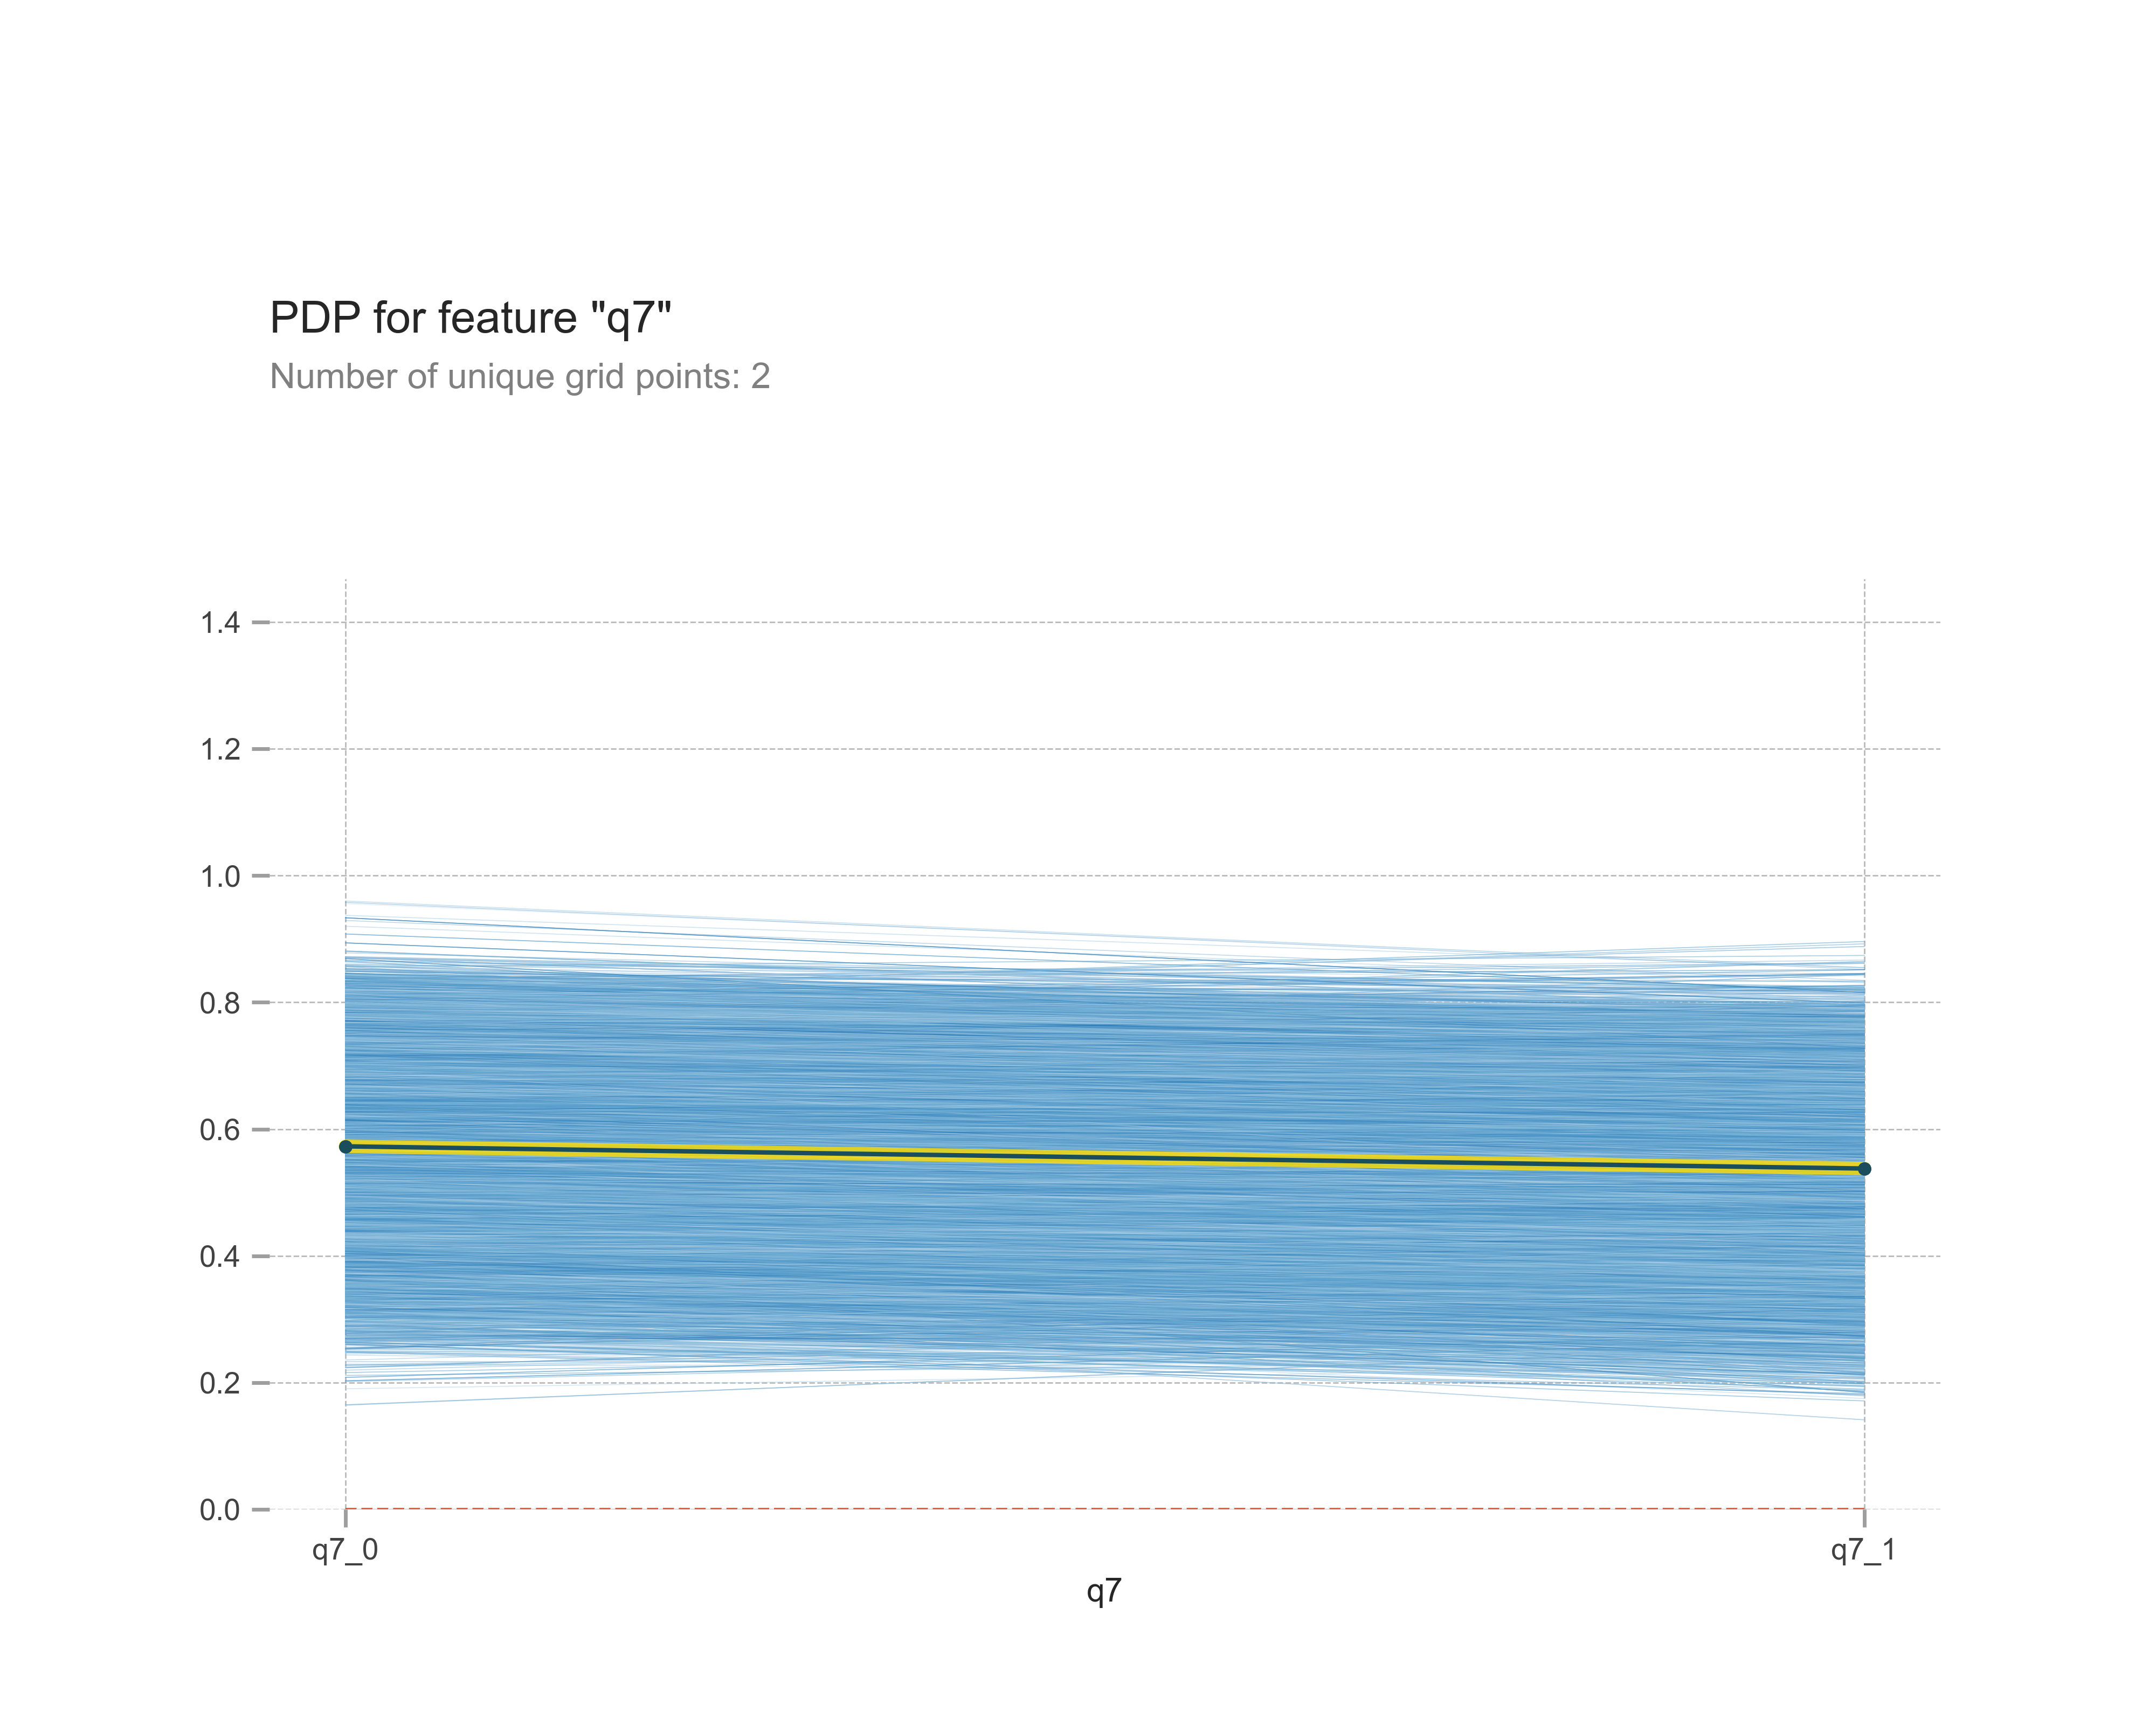 PDP for feature "q7"
Number of unique grid points: 2
1.4
1.2
1.0
0.8
0.6
0.4
0.2
0.0
q7_0
q7_1
q7